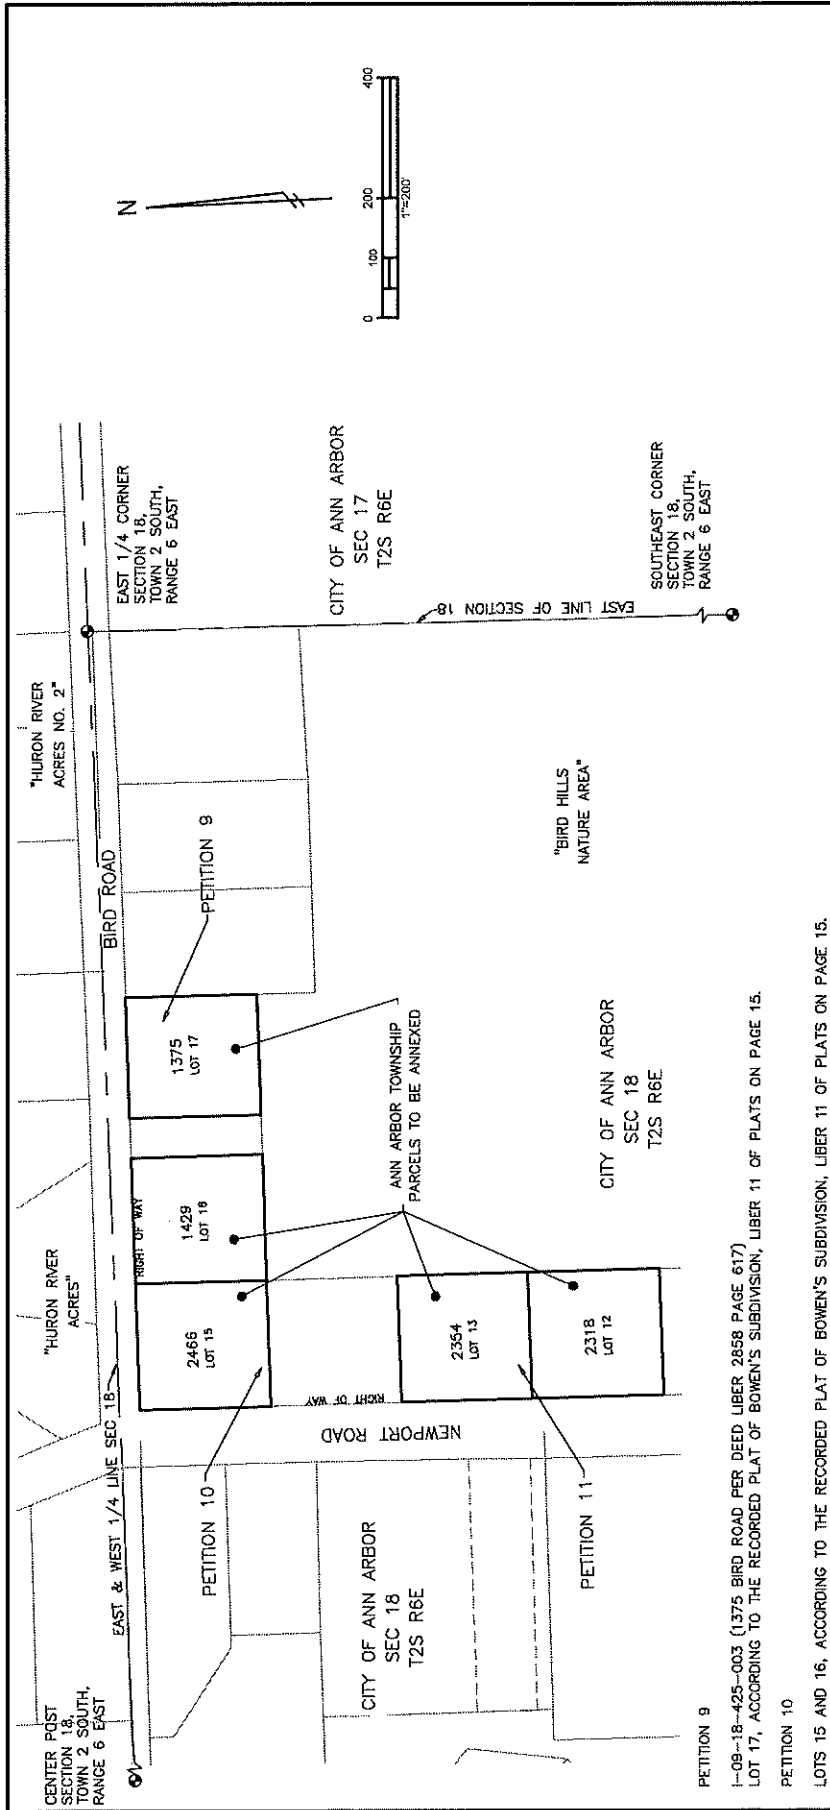 CENTER POST
SECTION 18,
TOWN 2 SOUTH,
RANGE 6 EAST
EAST & WEST 1/4 LINE SEC 18
"HURON RIVER
ACRES"
"HURON RIVER
ACRES NO. 2"
BIRD ROAD
EAST 1/4 CORNER
SECTION 18,
TOWN 2 SOUTH,
RANGE 6 EAST
N
0
100
200
400
1"=200'
RIGHT OF WAY
2466
LOT 15
1429
LOT 16
1375
LOT 17
PETITION 9
PETITION 10
CITY OF ANN ARBOR
SEC 17
T2S R6E
EAST LINE OF SECTION 18
CITY OF ANN ARBOR
SEC 18
T2S R6E
NEWPORT ROAD
RIGHT OF WAY
ANN ARBOR TOWNSHIP
PARCELS TO BE ANNEXED
2354
LOT 13
2318
LOT 12
PETITION 11
CITY OF ANN ARBOR
SEC 18
T2S R6E
"BIRD HILLS
NATURE AREA"
SOUTHEAST CORNER
SECTION 18,
TOWN 2 SOUTH,
RANGE 6 EAST
PETITION 9
I-09-18-425-003 (1375 BIRD ROAD PER DEED LIBER 2858 PAGE 617)
LOT 17, ACCORDING TO THE RECORDED PLAT OF BOWEN'S SUBDIVISION, LIBER 11 OF PLATS ON PAGE 15.
PETITION 10
LOTS 15 AND 16, ACCORDING TO THE RECORDED PLAT OF BOWEN'S SUBDIVISION, LIBER 11 OF PLATS ON PAGE 15.